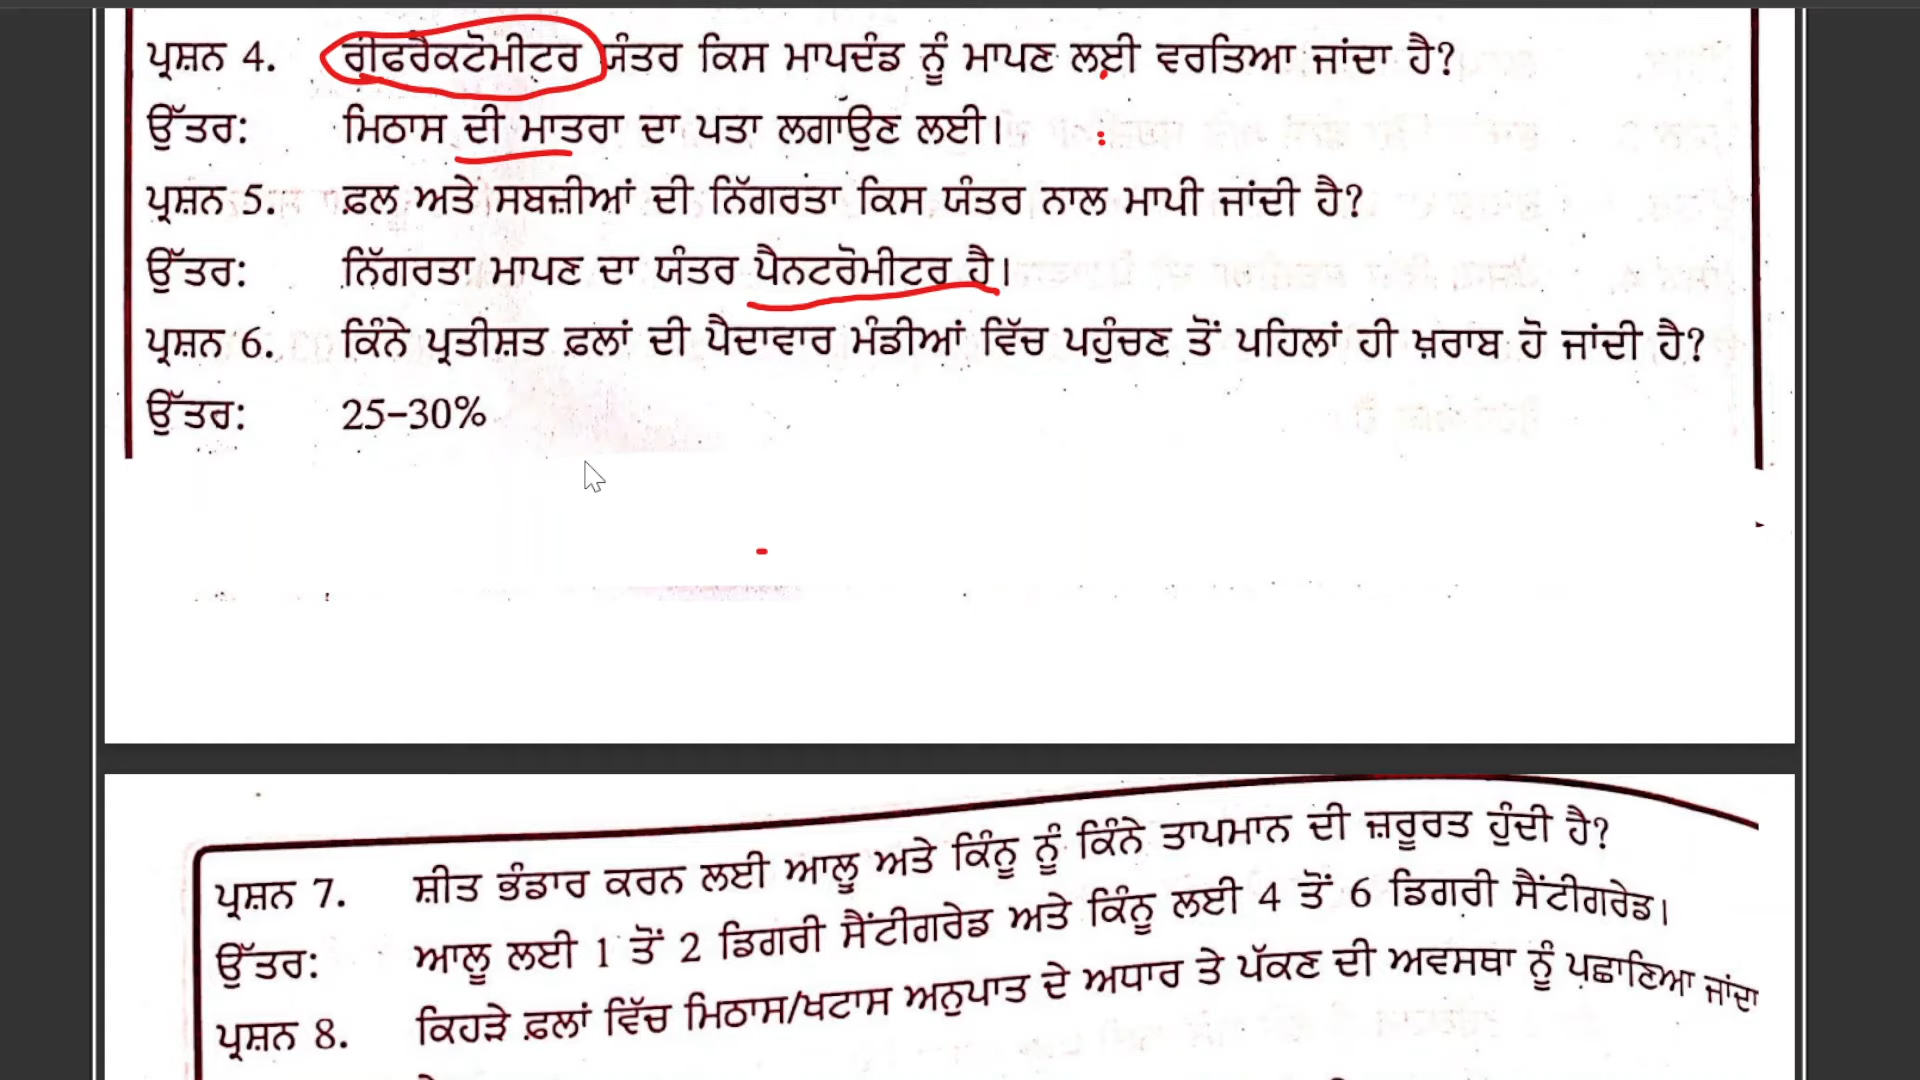 ਪ੍ਰਸ਼ਨ 4. ਰੀਫਰੈਕਟੋਮੀਟਰ ਯੰਤਰ ਕਿਸ ਮਾਪਦੰਡ ਨੂੰ ਮਾਪਣ ਲਈ ਵਰਤਿਆ ਜਾਂਦਾ ਹੈ?
ਉੱਤਰ: ਮਿਠਾਸ ਦੀ ਮਾਤਰਾ ਦਾ ਪਤਾ ਲਗਾਉਣ ਲਈ।
ਪ੍ਰਸ਼ਨ 5. ਫ਼ਲ ਅਤੇ ਸਬਜ਼ੀਆਂ ਦੀ ਨਿੱਗਰਤਾ ਕਿਸ ਯੰਤਰ ਨਾਲ ਮਾਪੀ ਜਾਂਦੀ ਹੈ?
ਉੱਤਰ: ਨਿੱਗਰਤਾ ਮਾਪਣ ਦਾ ਯੰਤਰ ਪੈਨਟਰੋਮੀਟਰ ਹੈ।
ਪ੍ਰਸ਼ਨ 6. ਕਿੰਨੇ ਪ੍ਰਤੀਸ਼ਤ ਫ਼ਲਾਂ ਦੀ ਪੈਦਾਵਾਰ ਮੰਡੀਆਂ ਵਿੱਚ ਪਹੁੰਚਣ ਤੋਂ ਪਹਿਲਾਂ ਹੀ ਖ਼ਰਾਬ ਹੋ ਜਾਂਦੀ ਹੈ?
ਉੱਤਰ: 25-30%
ਪ੍ਰਸ਼ਨ 7. ਸ਼ੀਤ ਭੰਡਾਰ ਕਰਨ ਲਈ ਆਲੂ ਅਤੇ ਕਿੰਨੂ ਨੂੰ ਕਿੰਨੇ ਤਾਪਮਾਨ ਦੀ ਜ਼ਰੂਰਤ ਹੁੰਦੀ ਹੈ?
ਉੱਤਰ: ਆਲੂ ਲਈ 1 ਤੋਂ 2 ਡਿਗਰੀ ਸੈਂਟੀਗਰੇਡ ਅਤੇ ਕਿੰਨੂ ਲਈ 4 ਤੋਂ 6 ਡਿਗਰੀ ਸੈਂਟੀਗਰੇਡ।
ਪ੍ਰਸ਼ਨ 8. ਕਿਹੜੇ ਫ਼ਲਾਂ ਵਿੱਚ ਮਿਠਾਸ/ਖਟਾਸ ਅਨੁਪਾਤ ਦੇ ਅਧਾਰ ਤੇ ਪੱਕਣ ਦੀ ਅਵਸਥਾ ਨੂੰ ਪਛਾਣਿਆ ਜਾਂਦਾ